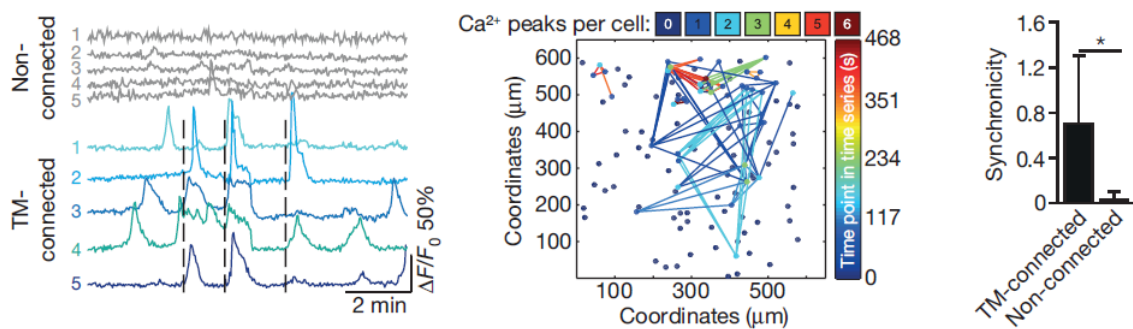 Non-
connected
1
2
3
4
5
TM-
connected
1
2
3
4
5
ΔF/F0 50%
2 min
Ca2+ peaks per cell: 0 1 2 3 4 5 6
Coordinates (μm)
600
500
400
300
200
100
100 300 500
Coordinates (μm)
Time point in time series (s)
468
351
234
117
0
Synchronicity
1.6
1.2
0.8
0.4
0
*
TM-connected
Non-connected